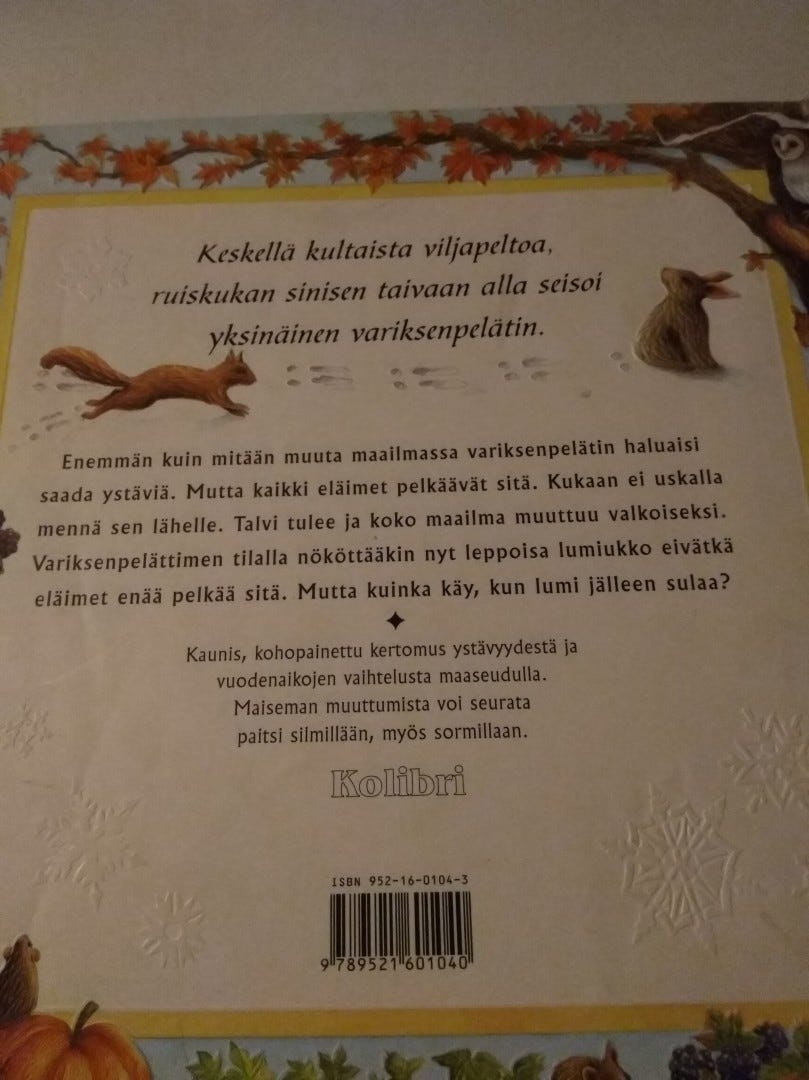 Keskellä kultaista viljapeltoa,
ruiskukan sinisen taivaan alla seisoi
yksinäinen variksenpelätin.
Enemmän kuin mitään muuta maailmassa variksenpelätin haluaisi
saada ystäviä. Mutta kaikki eläimet pelkäävät sitä. Kukaan ei uskalla
mennä sen lähelle. Talvi tulee ja koko maailma muuttuu valkoiseksi.
Variksenpelättimen tilalla nököttääkin nyt leppoisa lumiukko eivätkä
eläimet enää pelkää sitä. Mutta kuinka käy, kun lumi jälleen sulaa?
Kaunis, kohopainettu kertomus ystävyydestä ja
vuodenaikojen vaihtelusta maaseudulla.
Maiseman muuttumista voi seurata
paitsi silmillään, myös sormillaan.
Kolibri
ISBN 952-16-0104-3
9 789521 601040